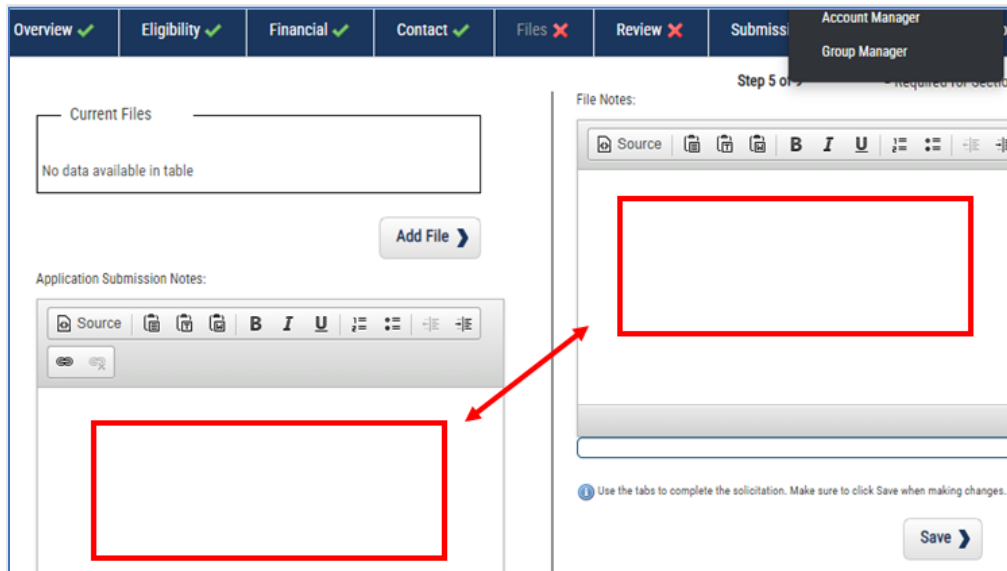 Overview Eligibility Financial Contact Files Review Submissi
Account Manager
Group Manager
Step 5 of
Required for
Current Files
No data available in table
Add File
Application Submission Notes:
Source B I U
File Notes:
Source B I U
Use the tabs to complete the solicitation. Make sure to click Save when making changes.
Save